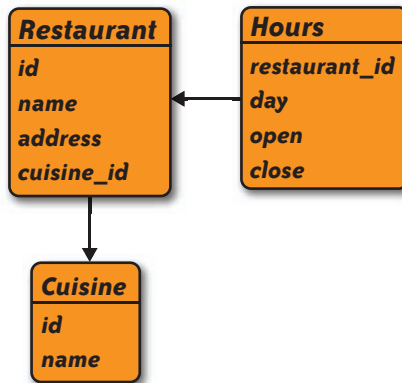 Restaurant
id
name
address
cuisine_id
Hours
restaurant_id
day
open
close
Cuisine
id
name